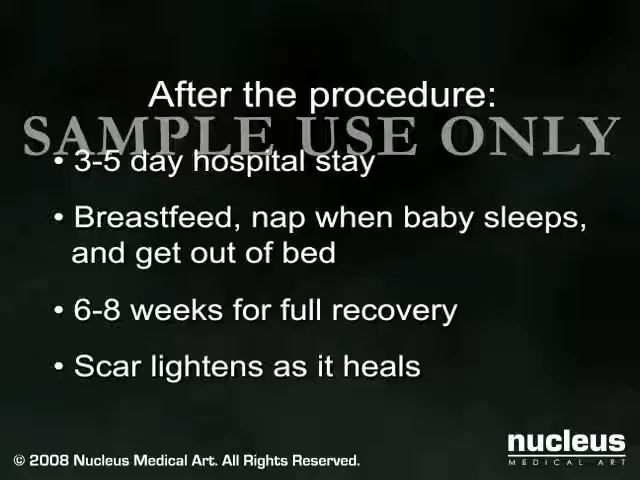 After the procedure:
SAMPLE USE ONLY
• 3-5 day hospital stay
• Breastfeed, nap when baby sleeps,
and get out of bed
• 6-8 weeks for full recovery
• Scar lightens as it heals
nucleus
MEDICAL ART
© 2008 Nucleus Medical Art. All Rights Reserved.